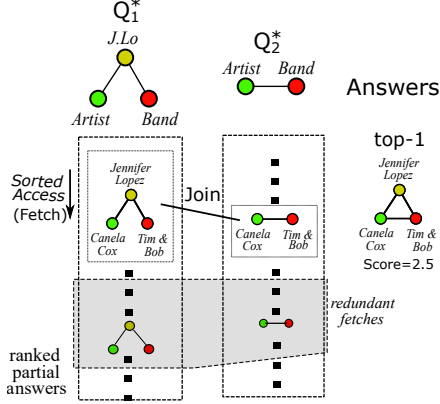 Q*1
J.Lo
Artist
Band
Q*2
Artist
Band
Answers
Sorted
Access
(Fetch)
Jennifer
Lopez
Canela
Cox
Tim &
Bob
Join
Canela
Cox
Tim &
Bob
top-1
Jennifer
Lopez
Canela
Cox
Tim &
Bob
Score=2.5
redundant
fetches
ranked
partial
answers